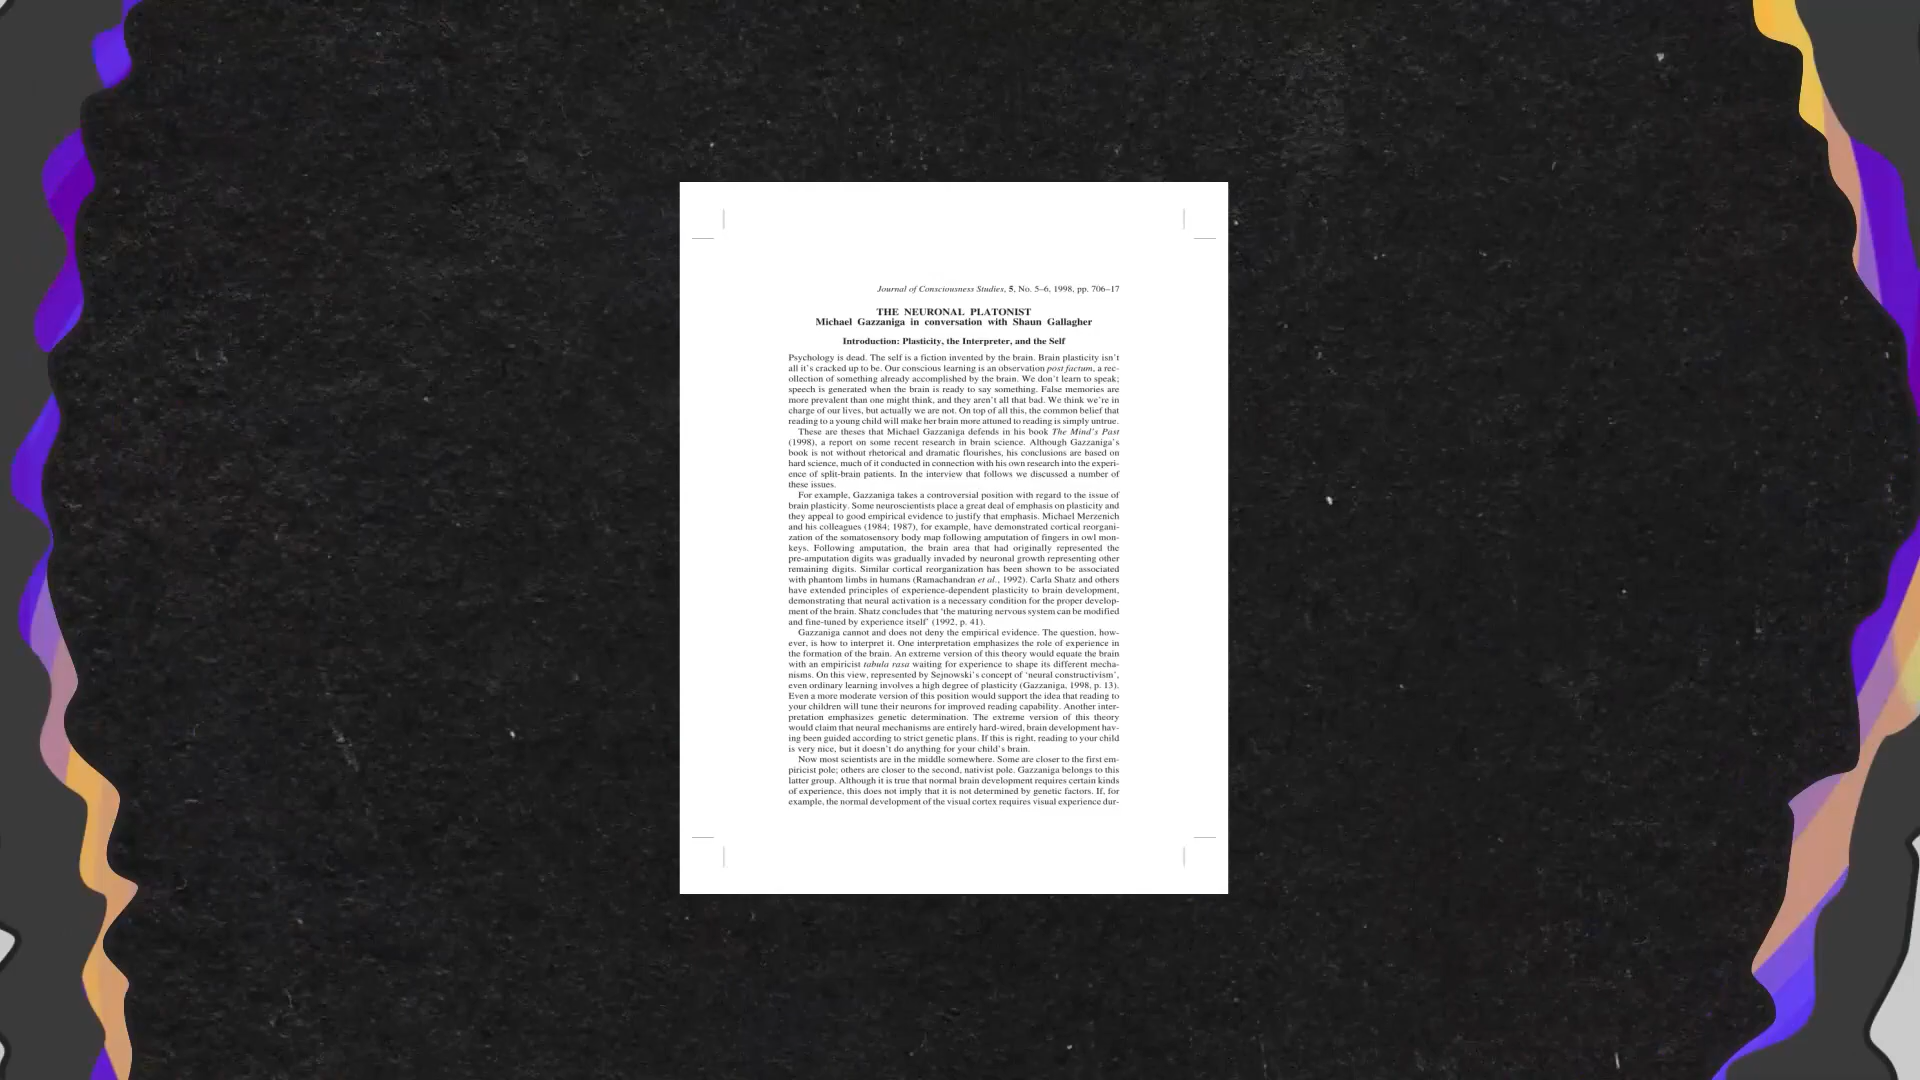 Journal of Consciousness Studies, 5, No. 5–6, 1998, pp. 706–17
THE NEURONAL PLATONIST
Michael Gazzaniga in conversation with Shaun Gallagher
Introduction: Plasticity, the Interpreter, and the Self
Psychology is dead. The self is a fiction invented by the brain. Brain plasticity isn't
all it's cracked up to be. Our conscious learning is an observation post factum, a rec-
ollection of something already accomplished by the brain. We don't learn to speak;
speech is generated when the brain is ready to say something. False memories are
more prevalent than one might think, and they aren't all that bad. We think we're in
charge of our lives, but actually we are not. On top of all this, the common belief that
reading to a young child will make her brain more attuned to reading is simply untrue.
These are theses that Michael Gazzaniga defends in his book The Mind's Past
(1998), a report on some recent research in brain science. Although Gazzaniga's
book is not without rhetorical and dramatic flourishes, his conclusions are based on
hard science, much of it conducted in connection with his own research into the experi-
ence of split-brain patients. In the interview that follows we discussed a number of
these issues.
For example, Gazzaniga takes a controversial position with regard to the issue of
brain plasticity. Some neuroscientists place a great deal of emphasis on plasticity and
they appeal to good empirical evidence to justify that emphasis. Michael Merzenich
and his colleagues (1984; 1987), for example, have demonstrated cortical reorgani-
zation of the somatosensory body map following amputation of fingers in owl mon-
keys. Following amputation, the brain area that had originally represented the
pre-amputation digits was gradually invaded by neuronal growth representing other
remaining digits. Similar cortical reorganization has been shown to be associated
with phantom limbs in humans (Ramachandran et al., 1992). Carla Shatz and others
have extended principles of experience-dependent plasticity to brain development,
demonstrating that neural activation is a necessary condition for the proper develop-
ment of the brain. Shatz concludes that 'the maturing nervous system can be modified
and fine-tuned by experience itself' (1992, p. 41).
Gazzaniga cannot and does not deny the empirical evidence. The question, how-
ever, is how to interpret it. One interpretation emphasizes the role of experience in
the formation of the brain. An extreme version of this theory would equate the brain
with an empiricist tabula rasa waiting for experience to shape its different mecha-
nisms. On this view, represented by Sejnowski's concept of 'neural constructivism',
even ordinary learning involves a high degree of plasticity (Gazzaniga, 1998, p. 13).
Even a more moderate version of this position would support the idea that reading to
your children will tune their neurons for improved reading capability. Another inter-
pretation emphasizes genetic determination. The extreme version of this theory
would claim that neural mechanisms are entirely hard-wired, brain development hav-
ing been guided according to strict genetic plans. If this is right, reading to your child
is very nice, but it doesn't do anything for your child's brain.
Now most scientists are in the middle somewhere. Some are closer to the first em-
piricist pole; others are closer to the second, nativist pole. Gazzaniga belongs to this
latter group. Although it is true that normal brain development requires certain kinds
of experience, this does not imply that it is not determined by genetic factors. If, for
example, the normal development of the visual cortex requires visual experience dur-